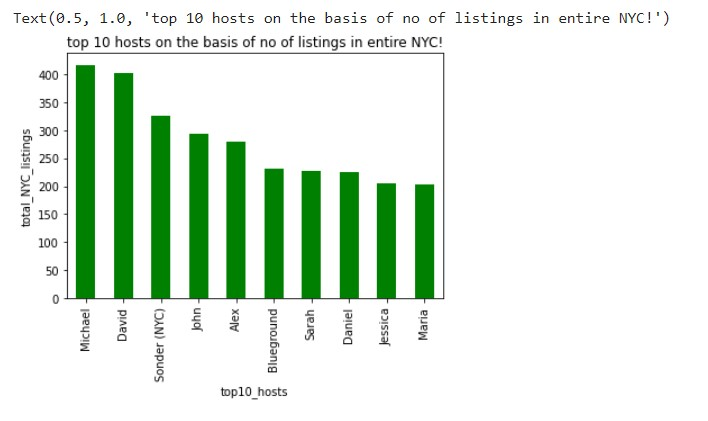 Text(0.5, 1.0, 'top 10 hosts on the basis of no of listings in entire NYC!')
top 10 hosts on the basis of no of listings in entire NYC!
400
350
300
250
200
150
100
50
0
total_NYC_listings
Michael
David
Sonder (NYC)
John
Alex
Blueground
Sarah
Daniel
Jessica
Maria
top10_hosts